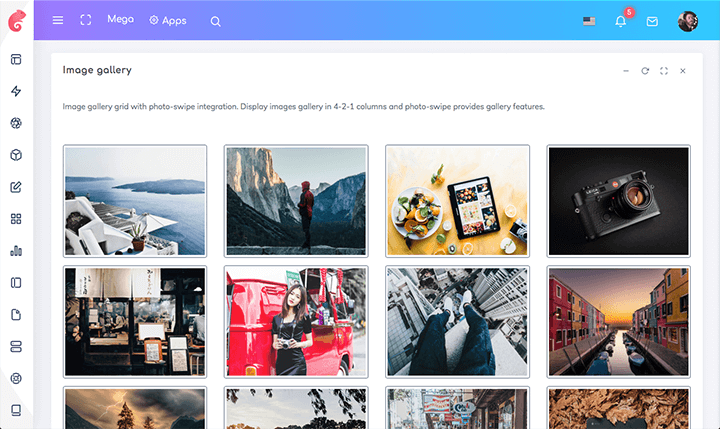 Mega
Apps
5
Image gallery
Image gallery grid with photo-swipe integration. Display images gallery in 4-2-1 columns and photo-swipe provides gallery features.